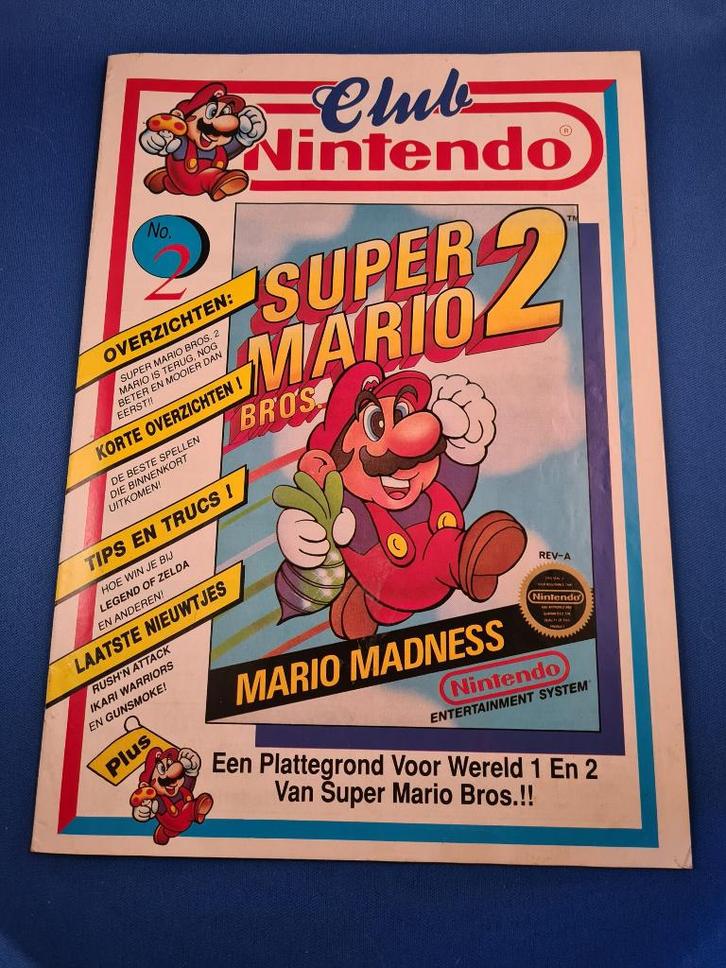 Club
Nintendo®
No.
2
OVERZICHTEN:
SUPER MARIO BROS. 2
MARIO IS TERUG, NOG
BETER EN MOOIER DAN
EERST!!
KORTE OVERZICHTEN!
DE BESTE SPELLEN
DIE BINNENKORT
UITKOMEN!
TIPS EN TRUCS!
HOE WIN JE BIJ
LEGEND OF ZELDA
EN ANDEREN!
LAATSTE NIEUWTJES
RUSH'N ATTACK
IKARI WARRIORS
EN GUNSMOKE!
Plus
SUPER
MARIO 2™
BROS.
REV-A
Nintendo
MARIO MADNESS
Nintendo
ENTERTAINMENT SYSTEM
Een Plattegrond Voor Wereld 1 En 2
Van Super Mario Bros.!!